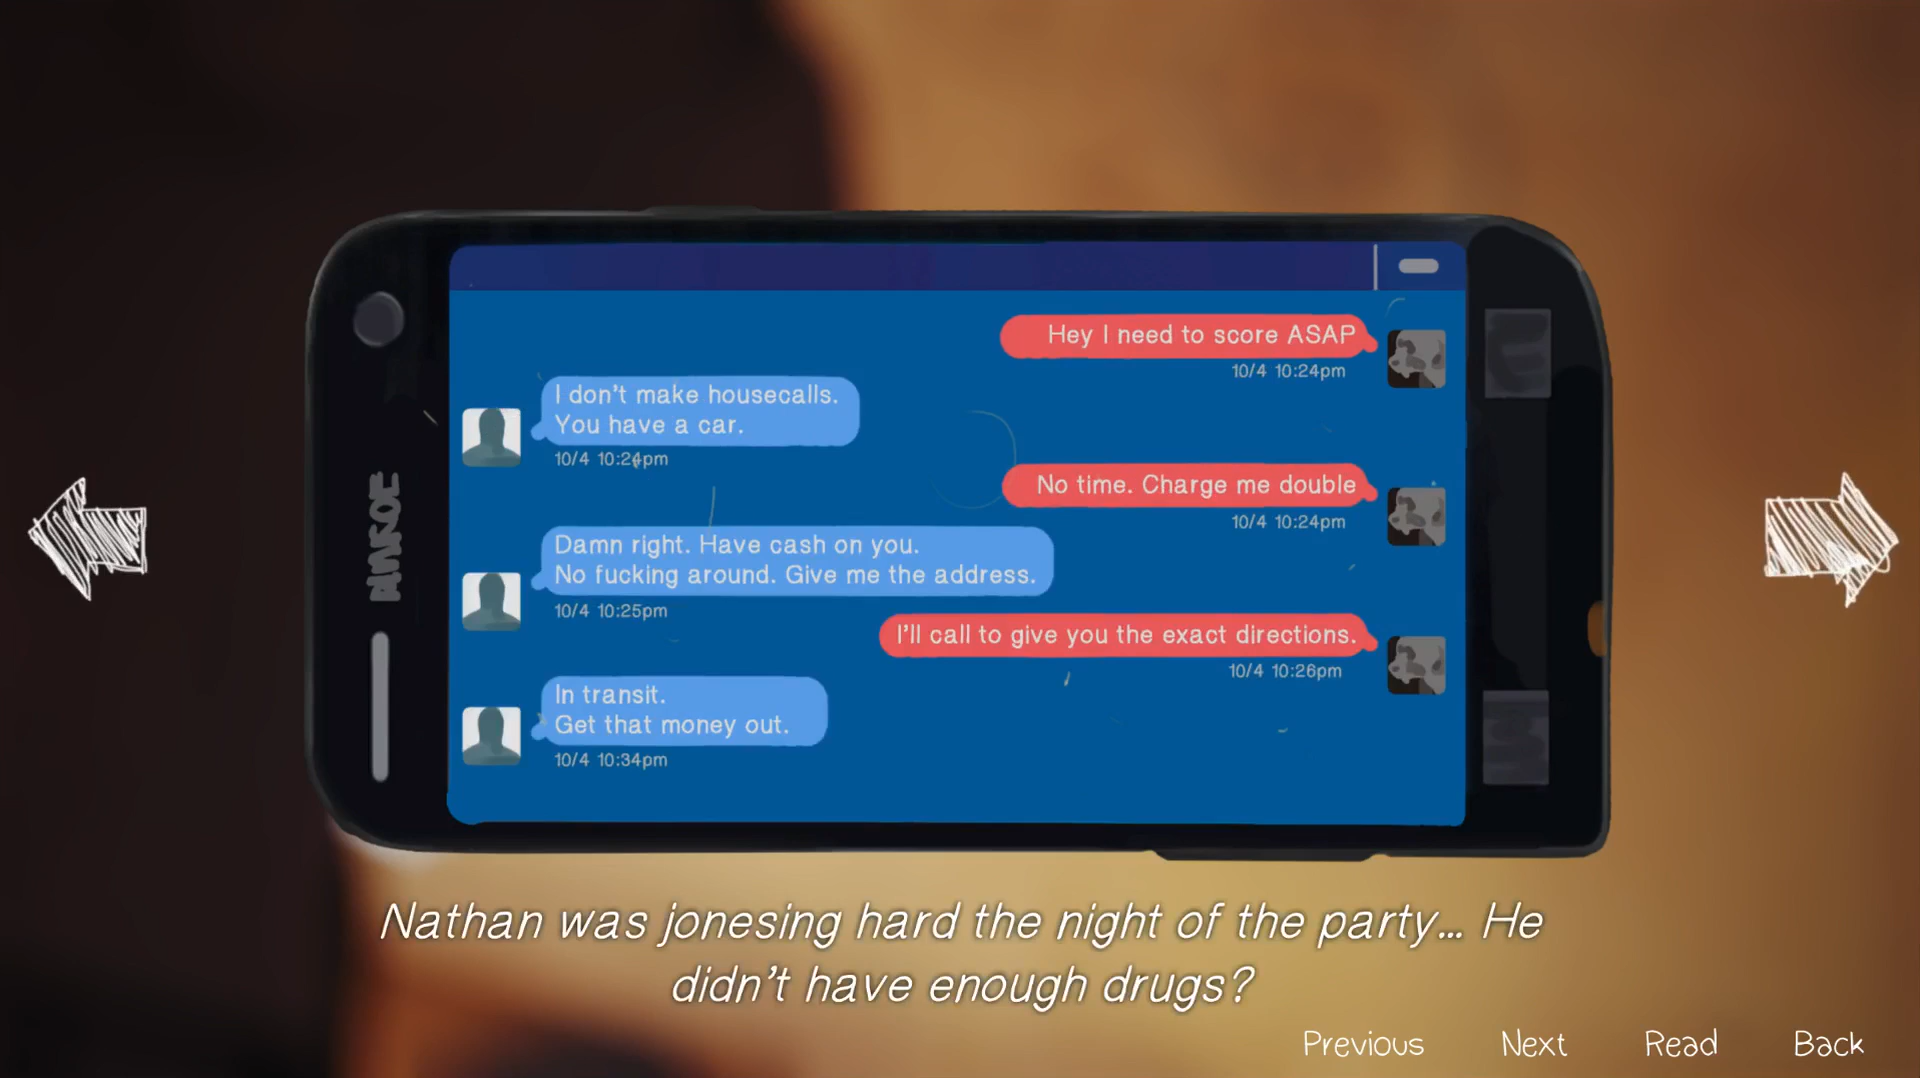 Hey I need to score ASAP
10/4 10:24pm
I don't make housecalls.
You have a car.
10/4 10:24pm
No time. Charge me double
10/4 10:24pm
Damn right. Have cash on you.
No fucking around. Give me the address.
10/4 10:25pm
I'll call to give you the exact directions.
10/4 10:26pm
In transit.
Get that money out.
10/4 10:34pm
Nathan was jonesing hard the night of the party... He
didn't have enough drugs?
Previous Next Read Back